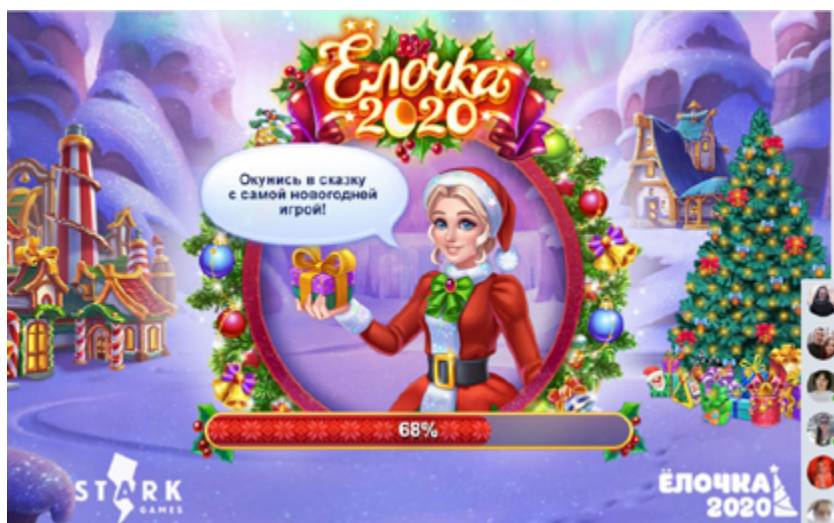 Ёлочка
2020
Окунись в сказку
с самой новогодней
игрой!
68%
STARK
GAMES
ЁЛОЧКА
2020